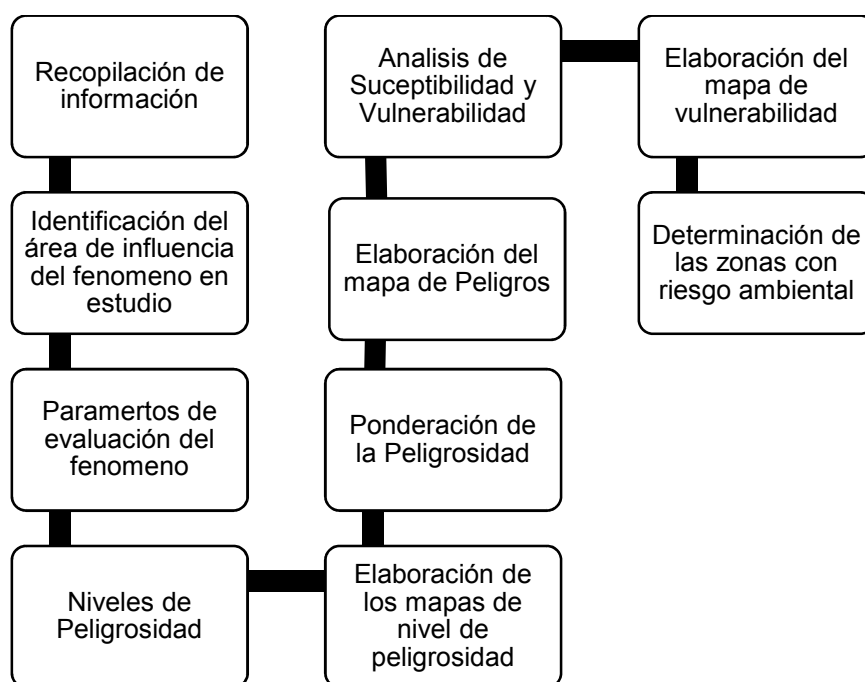 Recopilación de
información
Identificación del
área de influencia
del fenomeno en
estudio
Paramertos de
evaluación del
fenomeno
Niveles de
Peligrosidad
Elaboración de
los mapas de
nivel de
peligrosidad
Ponderación de
la Peligrosidad
Elaboración del
mapa de Peligros
Analisis de
Suceptibilidad y
Vulnerabilidad
Elaboración del
mapa de
vulnerabilidad
Determinación de
las zonas con
riesgo ambiental